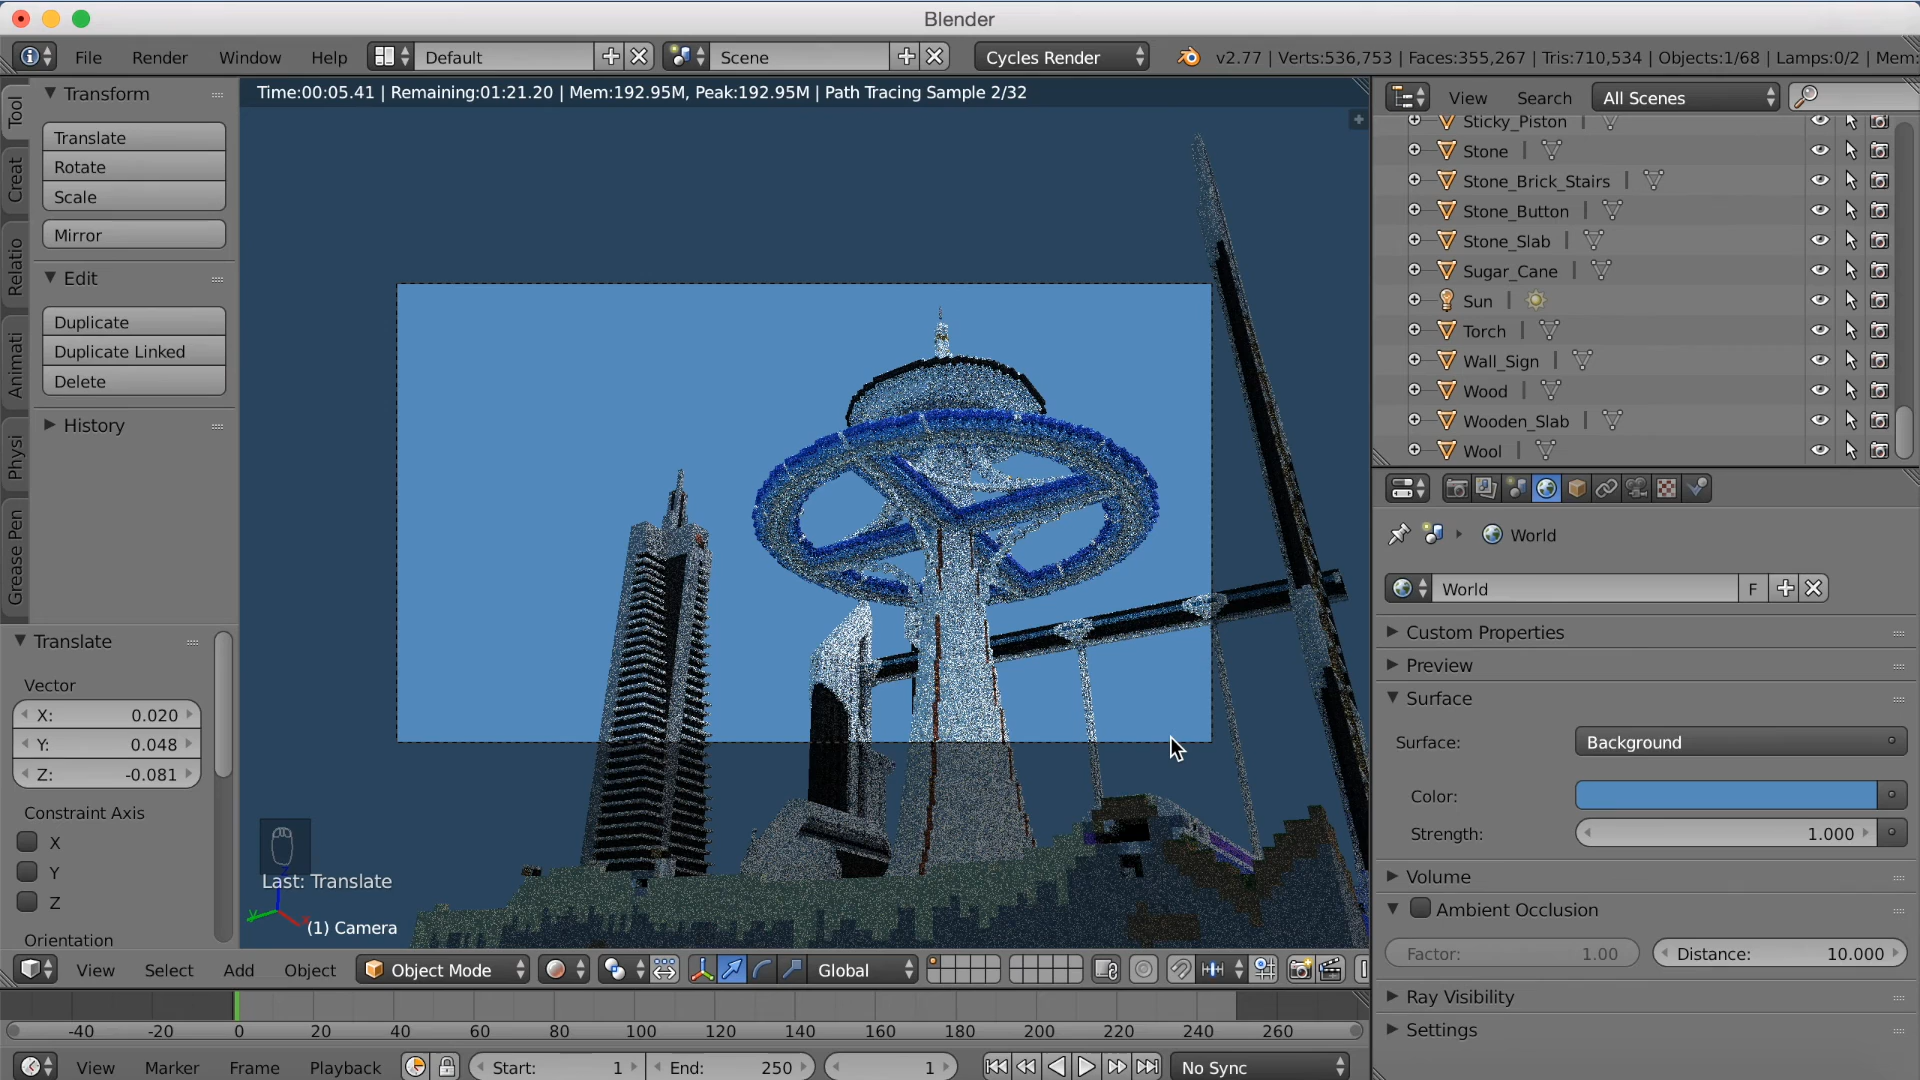 Blender
File Render Window Help Default Scene Cycles Render v2.77 | Verts:536,753 | Faces:355,267 | Tris:710,534 | Objects:1/68 | Lamps:0/2 | Mem:
Time:00:05.41 | Remaining:01:21.20 | Mem:192.95M, Peak:192.95M | Path Tracing Sample 2/32
Tool
Creat
Relatio
Animati
Physi
Grease Pen
Transform
Translate
Rotate
Scale
Mirror
Edit
Duplicate
Duplicate Linked
Delete
History
Translate
Vector
X: 0.020
Y: 0.048
Z: -0.081
Constraint Axis
X
Y
Z
Orientation
Last: Translate
(1) Camera
View Select Add Object Object Mode Global
-40 -20 0 20 40 60 80 100 120 140 160 180 200 220 240 260
View Marker Frame Playback Start: 1 End: 250 1 No Sync
View Search All Scenes
Sticky_Piston
Stone
Stone_Brick_Stairs
Stone_Button
Stone_Slab
Sugar_Cane
Sun
Torch
Wall_Sign
Wood
Wooden_Slab
Wool
World
World F
Custom Properties
Preview
Surface
Surface: Background
Color:
Strength: 1.000
Volume
Ambient Occlusion
Factor: 1.00 Distance: 10.000
Ray Visibility
Settings